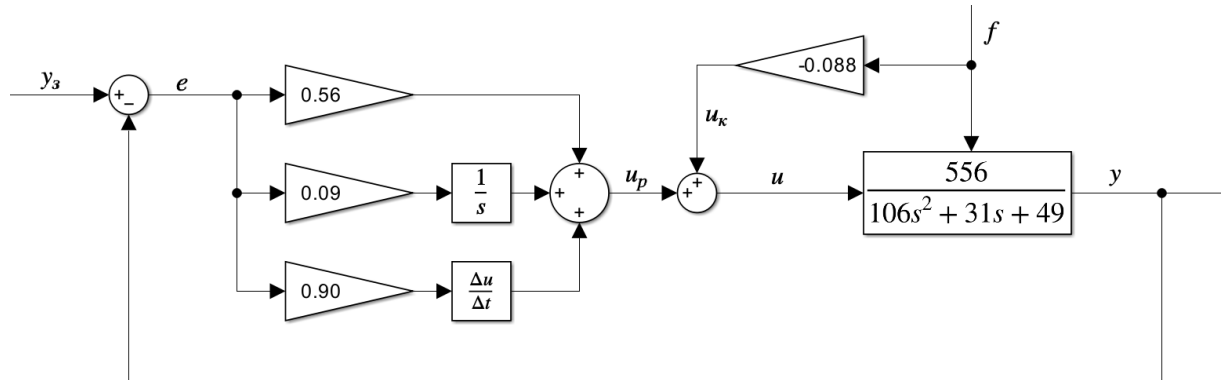 f
-0.088
y₃
e
0.56
u_к
+
−
+
0.09
1
s
+
+
u_p
+
+
u
556
106s² + 31s + 49
y
0.90
Δu
Δt